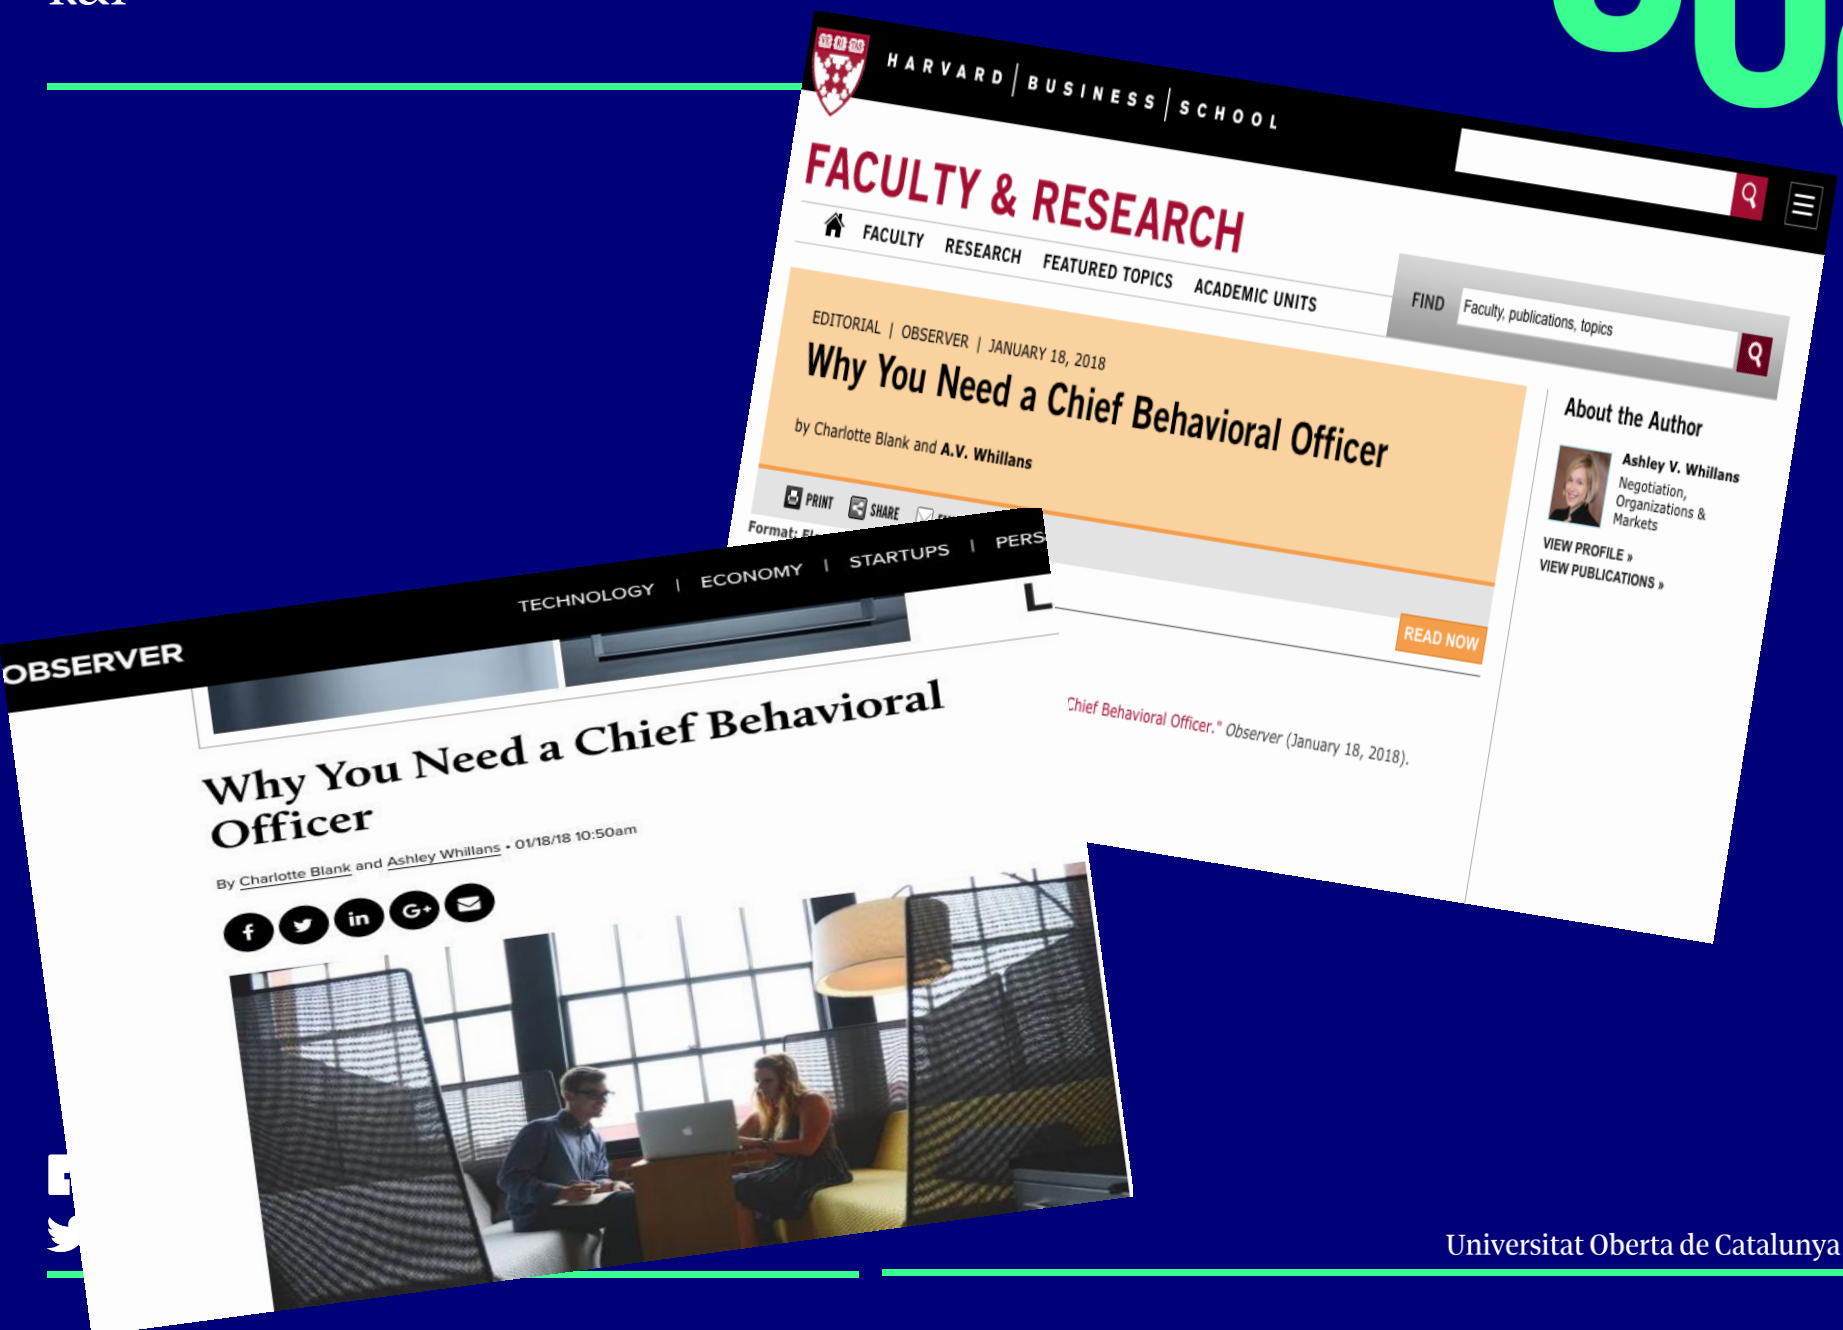 HARVARD | BUSINESS | SCHOOL
FACULTY & RESEARCH
FACULTY RESEARCH FEATURED TOPICS ACADEMIC UNITS
FIND Faculty, publications, topics
EDITORIAL | OBSERVER | JANUARY 18, 2018
Why You Need a Chief Behavioral Officer
by Charlotte Blank and A.V. Whillans
PRINT SHARE
Format:
READ NOW
Chief Behavioral Officer." Observer (January 18, 2018).
About the Author
Ashley V. Whillans
Negotiation,
Organizations &
Markets
VIEW PROFILE »
VIEW PUBLICATIONS »
OBSERVER
TECHNOLOGY | ECONOMY | STARTUPS | PERS
Why You Need a Chief Behavioral
Officer
By Charlotte Blank and Ashley Whillans • 01/18/18 10:50am
Universitat Oberta de Catalunya